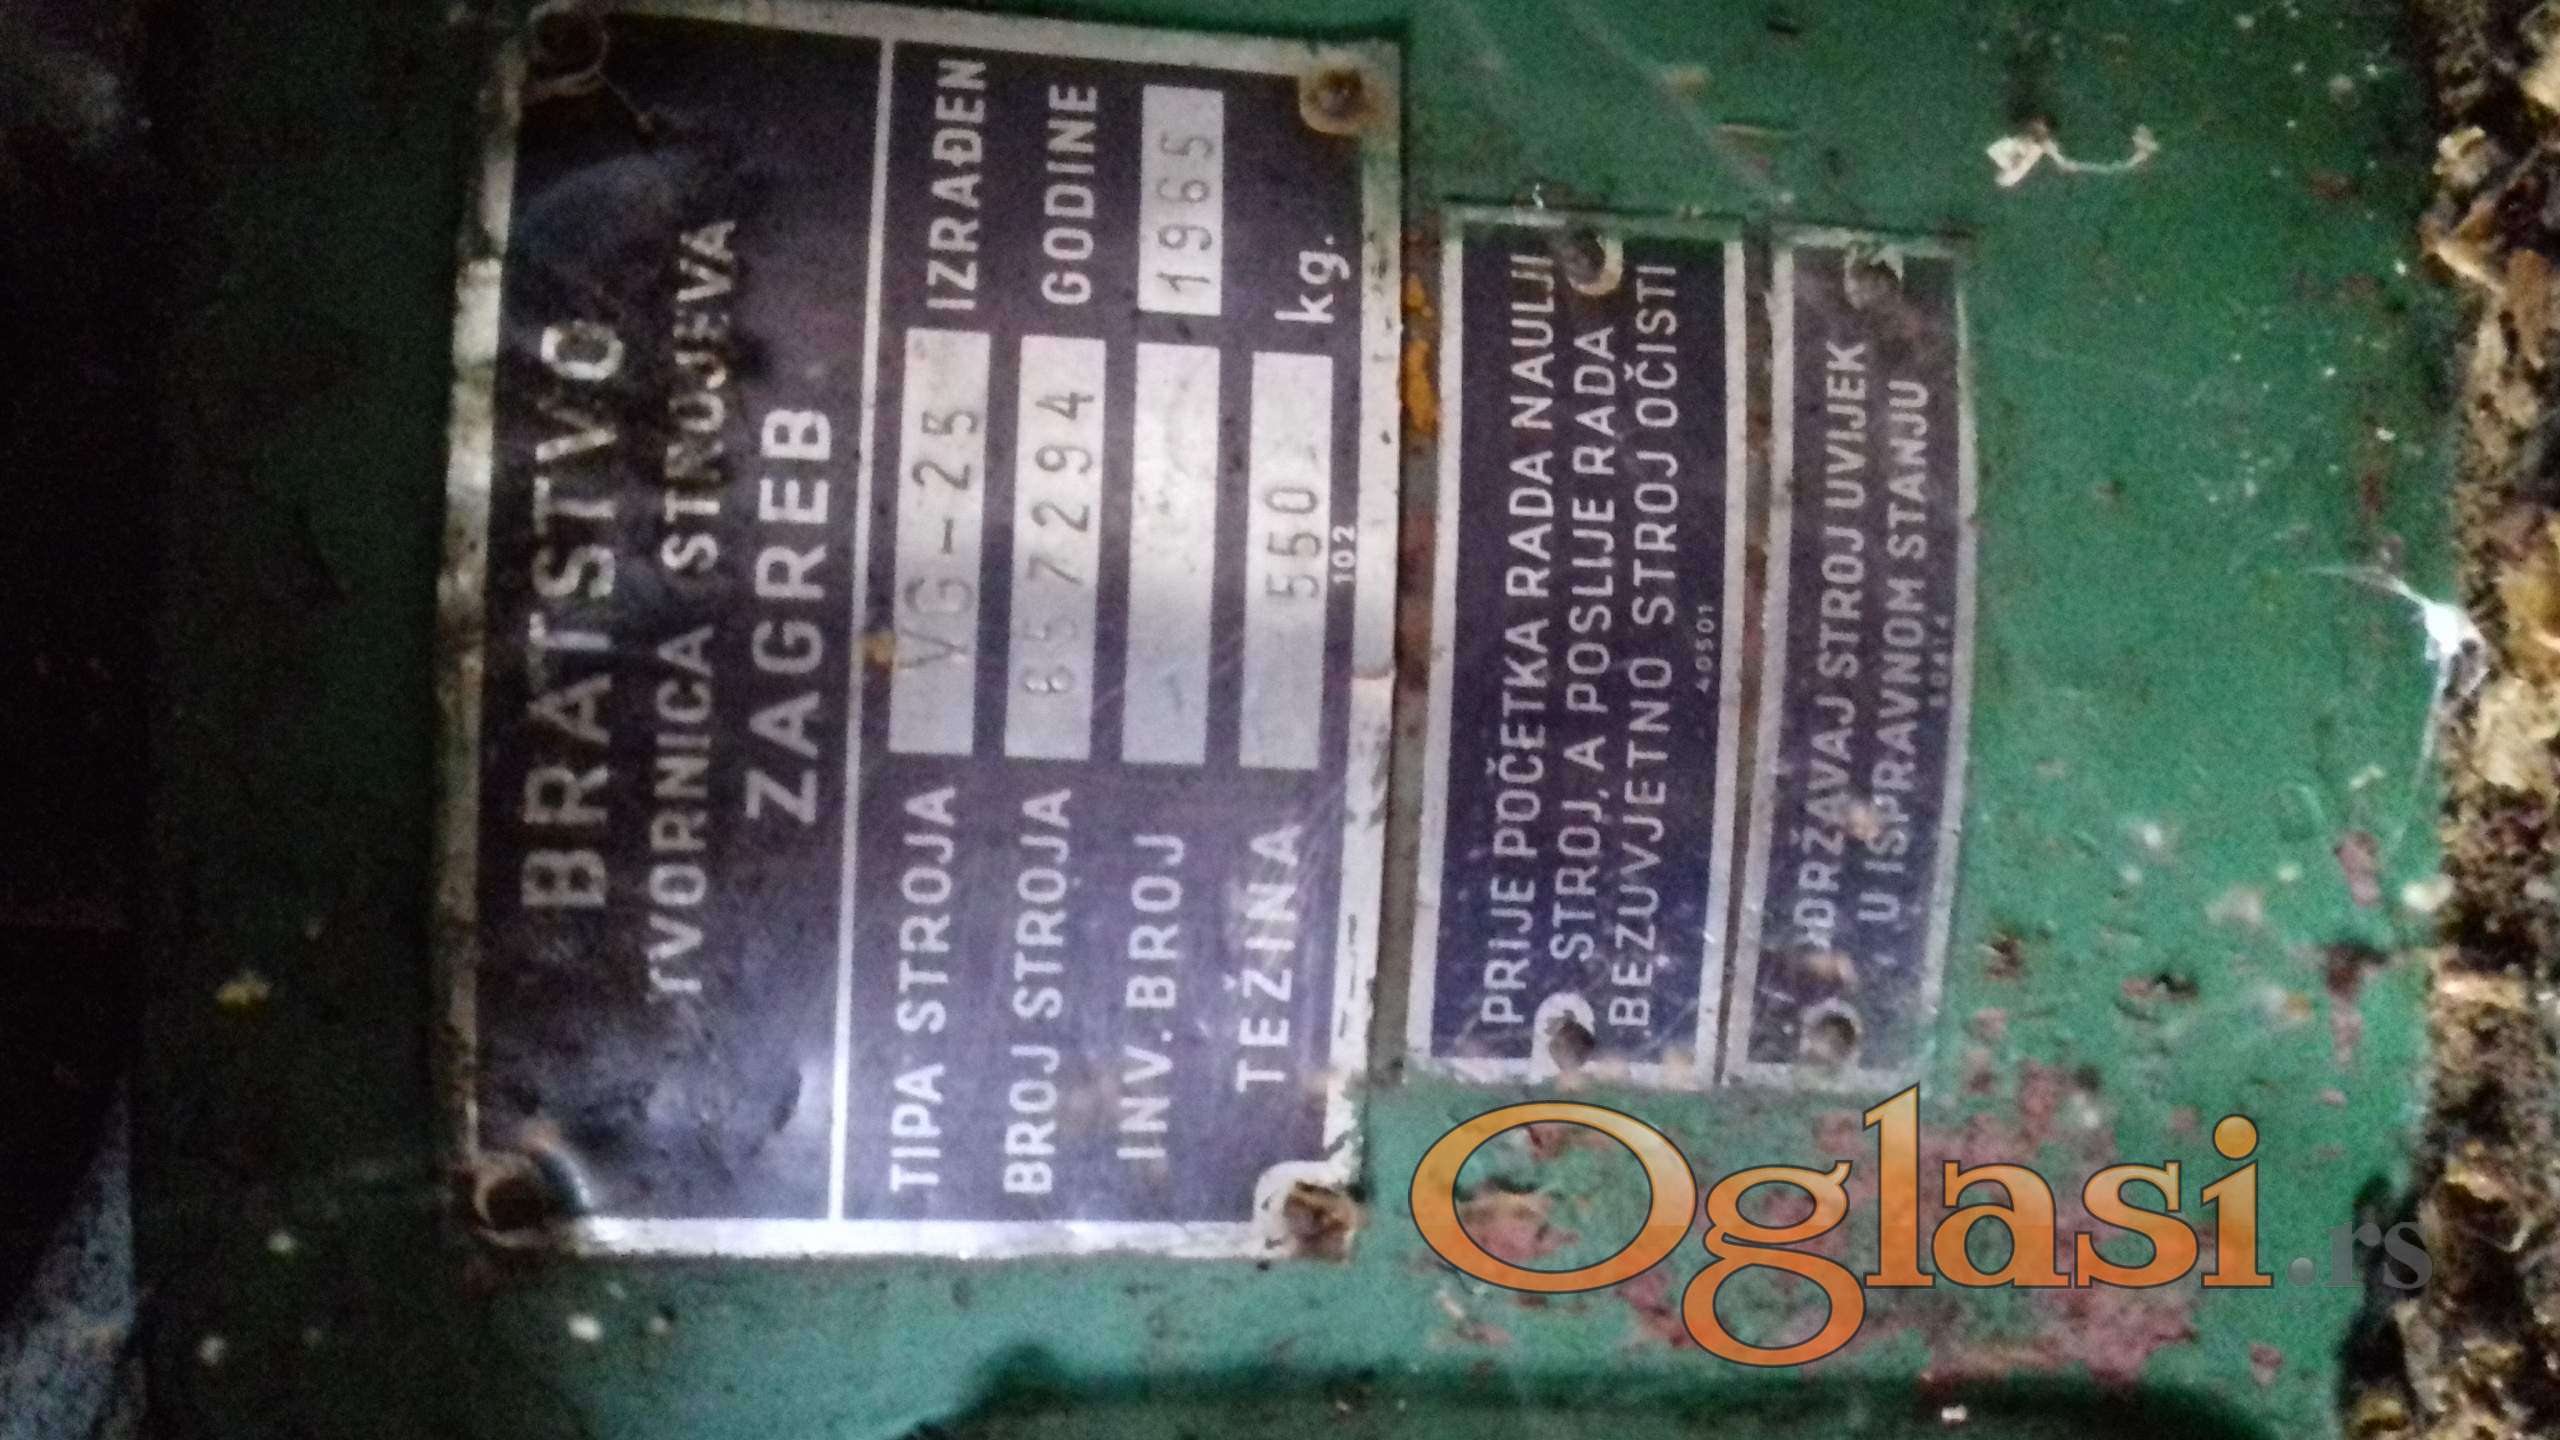 BRATSTVO
TVORNICA STROJEVA
ZAGREB
TIPA STROJA VG-25 IZRAĐEN
BROJ STROJA 657294 GODINE
INV. BROJ 1965
TEŽINA 550 kg.
102
PRIJE POČETKA RADA NAULJI
STROJ, A POSLIJE RADA
BEZUVJETNO STROJ OČISTI
40501
UDRŽAVAJ STROJ UVIJEK
U ISPRAVNOM STANJU
Oglasi.rs